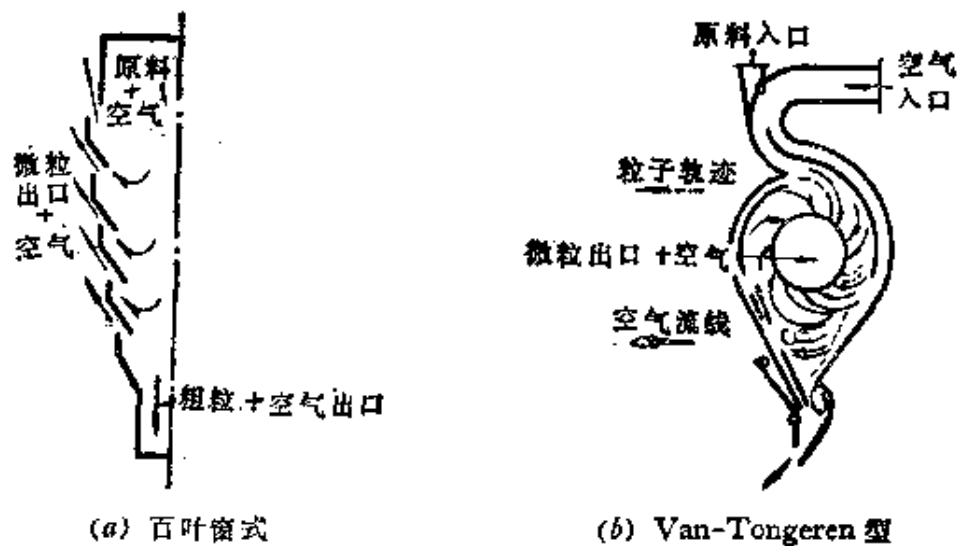 原料
+
空气
微粒
出口
+
空气
粗粒+空气出口
(a) 百叶窗式
原料入口
空气
入口
粒子轨迹
微粒出口+空气
空气流线
(b) Van-Tongeren 型